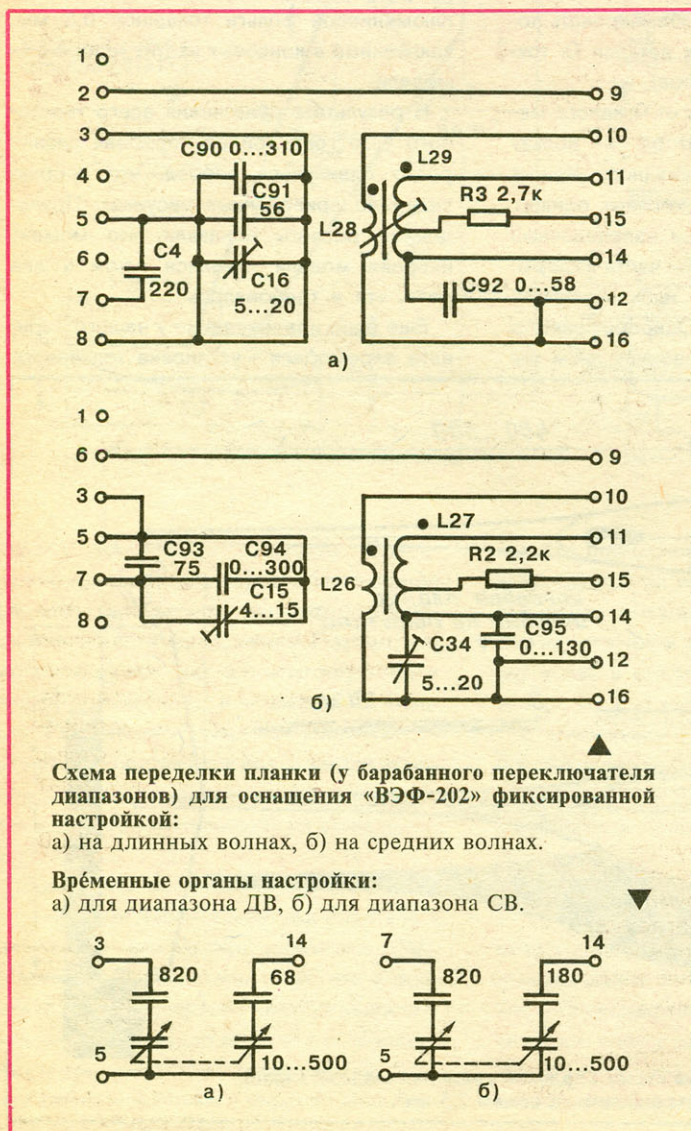 1
2 9
3 10
C90 0...310
4 L29 11
C91
56 R3 2,7к
5 L28 15
6 C4 C16 14
220 5...20 C92 0...58
7 12
8 16
а)
1
6 9
3 10
5 L27 11
C93 C94 R2 2,2к
75 0...300
7 L26 15
C15
4...15
8 14
C34 C95
0...130
12
5...20
16
б)
Схема переделки планки (у барабанного переключателя
диапазонов) для оснащения «ВЭФ-202» фиксированной
настройкой:
а) на длинных волнах, б) на средних волнах.
Вре́менные органы настройки:
а) для диапазона ДВ, б) для диапазона СВ.
3 14 7 14
820 68 820 180
5 10...500 5 10...500
а) б)